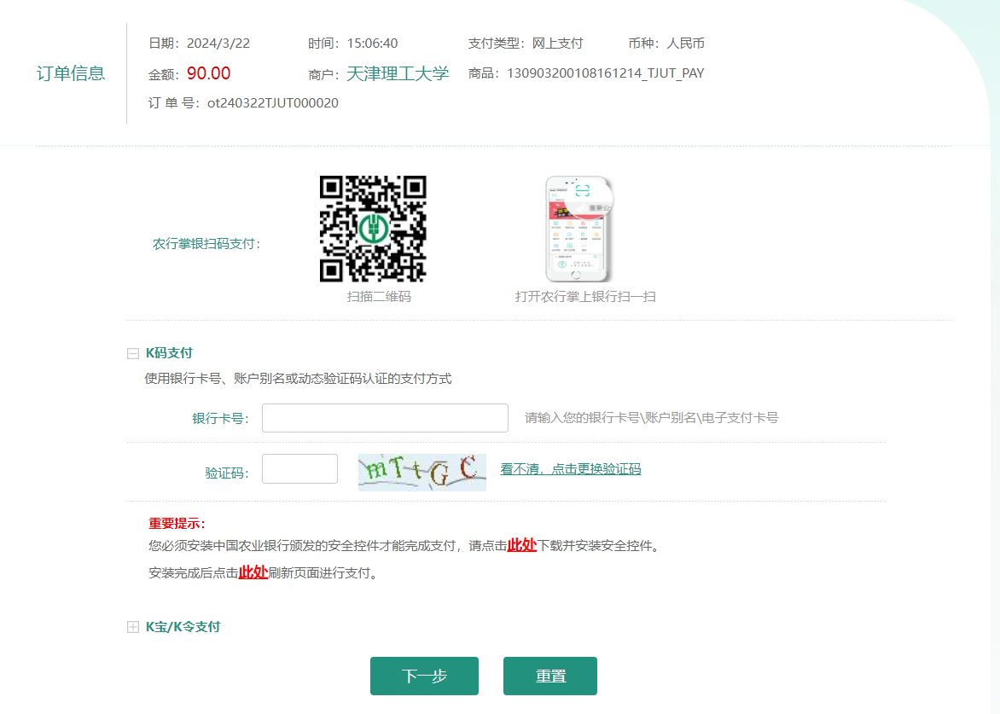 订单信息
日期：2024/3/22 时间：15:06:40 支付类型：网上支付 币种：人民币
金额：90.00 商户：天津理工大学 商品：130903200108161214_TJUT_PAY
订 单 号：ot240322TJUT000020
农行掌银扫码支付：
重要公
扫描二维码 打开农行掌上银行扫一扫
K码支付
使用银行卡号、账户别名或动态验证码认证的支付方式
银行卡号： 请输入您的银行卡号\账户别名\电子支付卡号
验证码： mTtGC 看不清，点击更换验证码
重要提示：
您必须安装中国农业银行颁发的安全控件才能完成支付，请点击此处下载并安装安全控件。
安装完成后点击此处刷新页面进行支付。
K宝/K令支付
下一步 重置